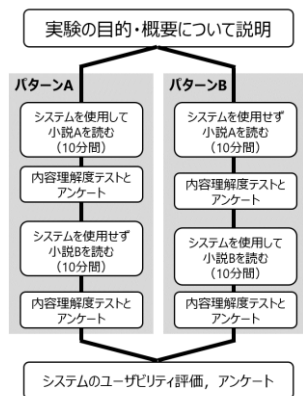 実験の目的・概要について説明
パターンA
システムを使用して
小説Aを読む
(10分間)
内容理解度テストと
アンケート
システムを使用せず
小説Bを読む
(10分間)
内容理解度テストと
アンケート
パターンB
システムを使用せず
小説Aを読む
(10分間)
内容理解度テストと
アンケート
システムを使用して
小説Bを読む
(10分間)
内容理解度テストと
アンケート
システムのユーザビリティ評価，アンケート